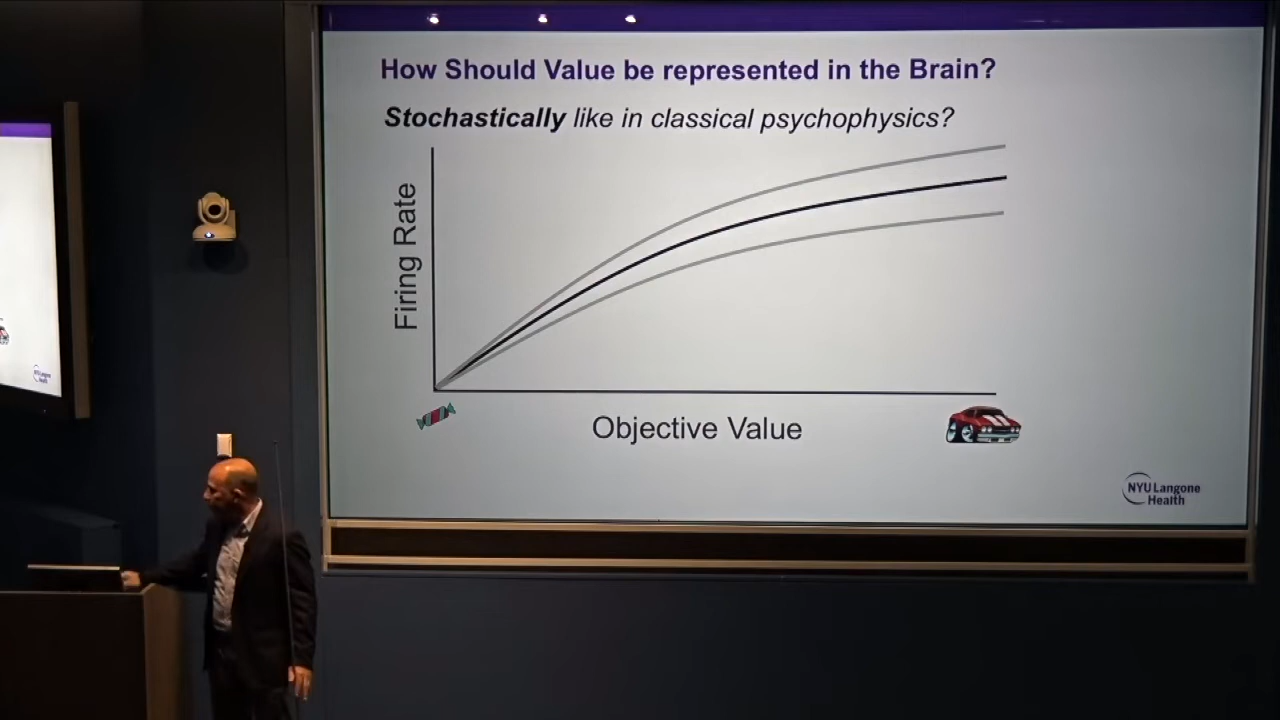 How Should Value be represented in the Brain?
Stochastically like in classical psychophysics?
Firing Rate
Objective Value
NYU Langone
Health